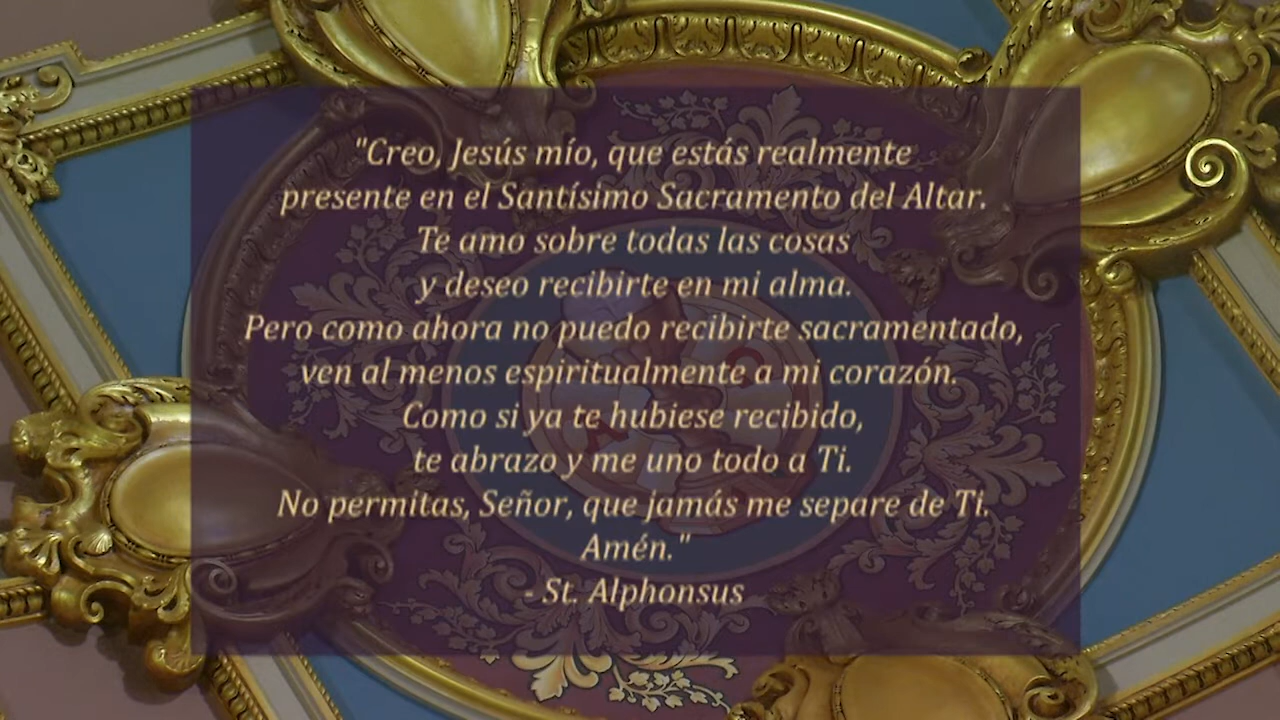 "Creo, Jesús mío, que estás realmente
presente en el Santísimo Sacramento del Altar.
Te amo sobre todas las cosas
y deseo recibirte en mi alma.
Pero como ahora no puedo recibirte sacramentado,
ven al menos espiritualmente a mi corazón.
Como si ya te hubiese recibido,
te abrazo y me uno todo a Ti.
No permitas, Señor, que jamás me separe de Ti.
Amén."
- St. Alphonsus